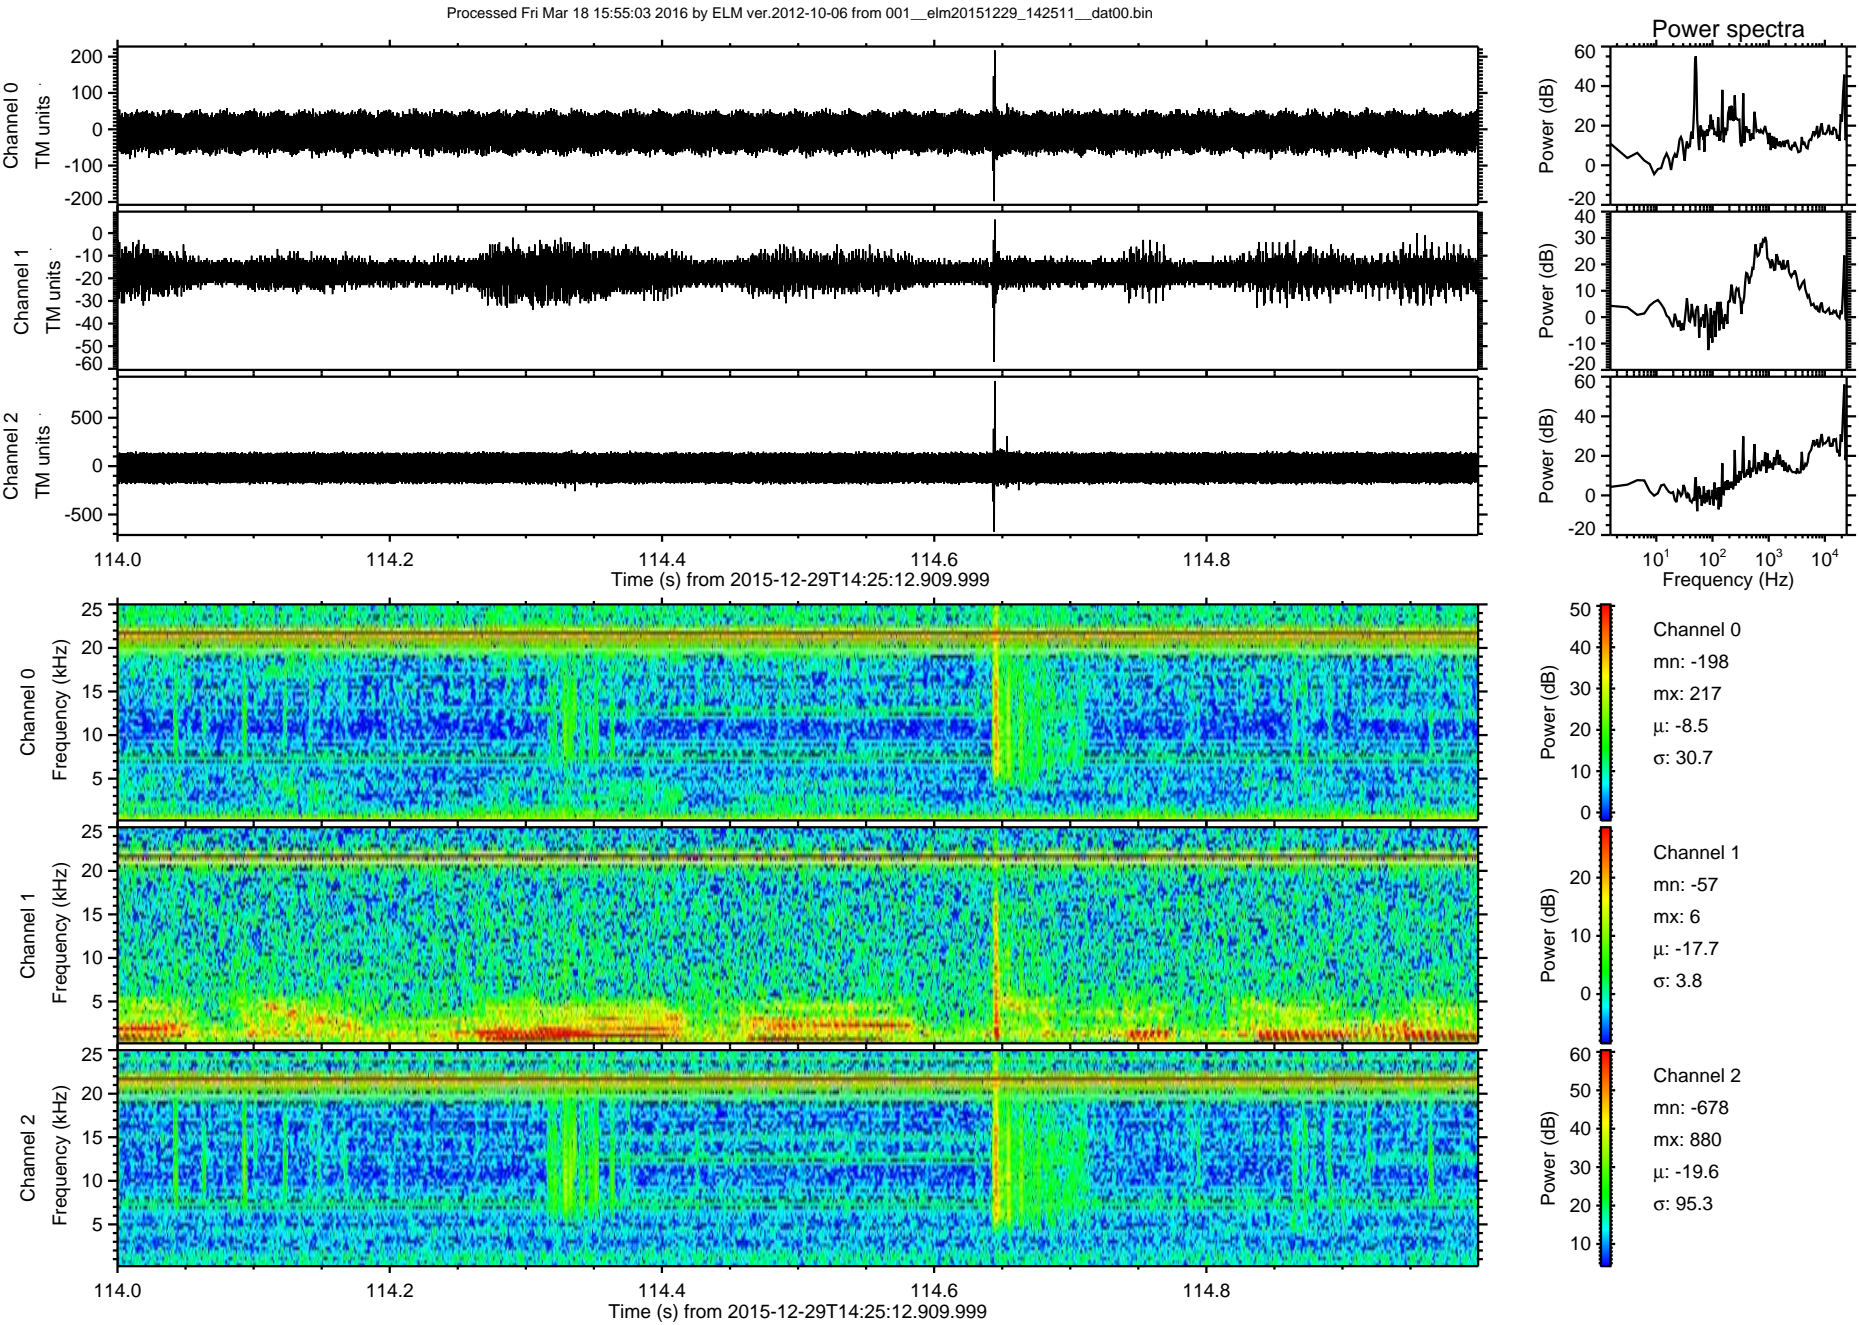 Processed Fri Mar 18 15:55:03 2016 by ELM ver.2012-10-06 from 001__elm20151229_142511__dat00.bin
Power spectra
Channel 0
TM units
200
100
0
-100
-200
Power (dB)
60
40
20
0
-20
Channel 1
TM units
0
-10
-20
-30
-40
-50
-60
Power (dB)
40
30
20
10
0
-10
-20
Channel 2
TM units
500
0
-500
Power (dB)
60
40
20
0
-20
114.0 114.2 114.4 114.6 114.8
Time (s) from 2015-12-29T14:25:12.909.999
10¹ 10² 10³ 10⁴
Frequency (Hz)
Channel 0
Frequency (kHz)
25
20
15
10
5
Power (dB)
50
40
30
20
10
0
Channel 0
mn: -198
mx: 217
μ: -8.5
σ: 30.7
Channel 1
Frequency (kHz)
25
20
15
10
5
Power (dB)
20
10
0
Channel 1
mn: -57
mx: 6
μ: -17.7
σ: 3.8
Channel 2
Frequency (kHz)
25
20
15
10
5
Power (dB)
60
50
40
30
20
10
Channel 2
mn: -678
mx: 880
μ: -19.6
σ: 95.3
114.0 114.2 114.4 114.6 114.8
Time (s) from 2015-12-29T14:25:12.909.999